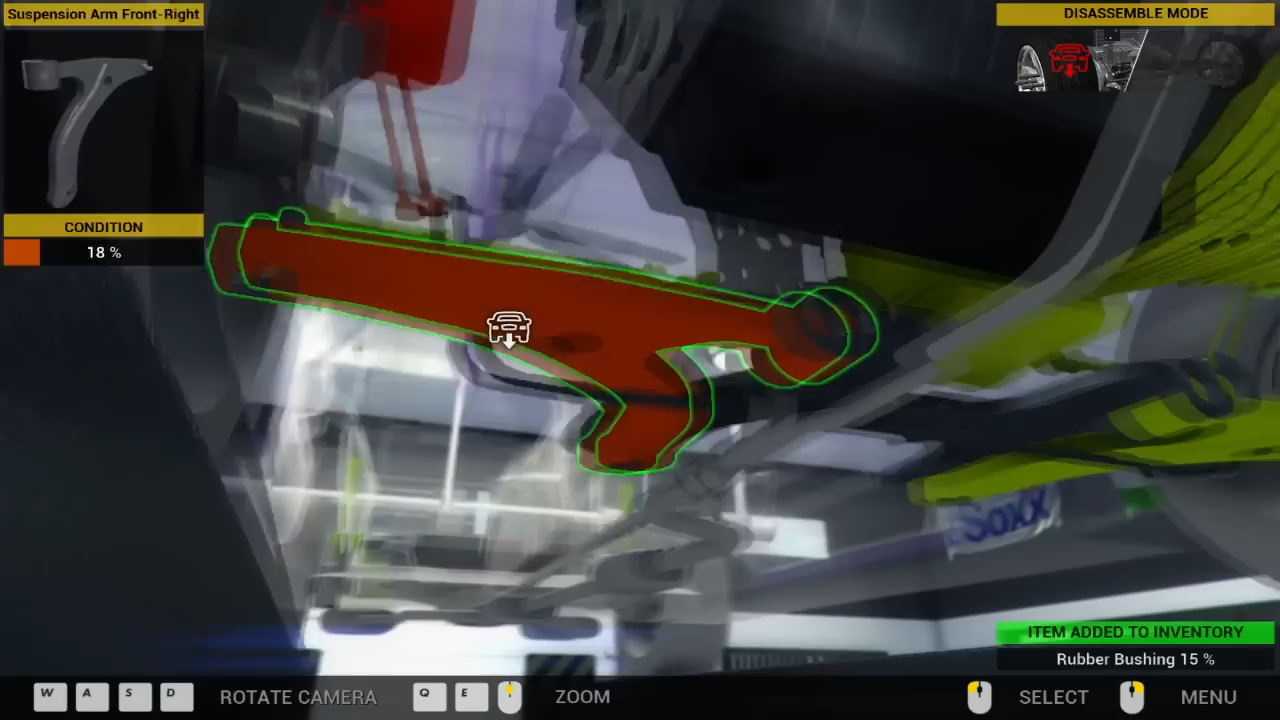 Suspension Arm Front-Right
DISASSEMBLE MODE
CONDITION
18 %
Soxx
ITEM ADDED TO INVENTORY
Rubber Bushing 15 %
W A S D ROTATE CAMERA Q E ZOOM SELECT MENU